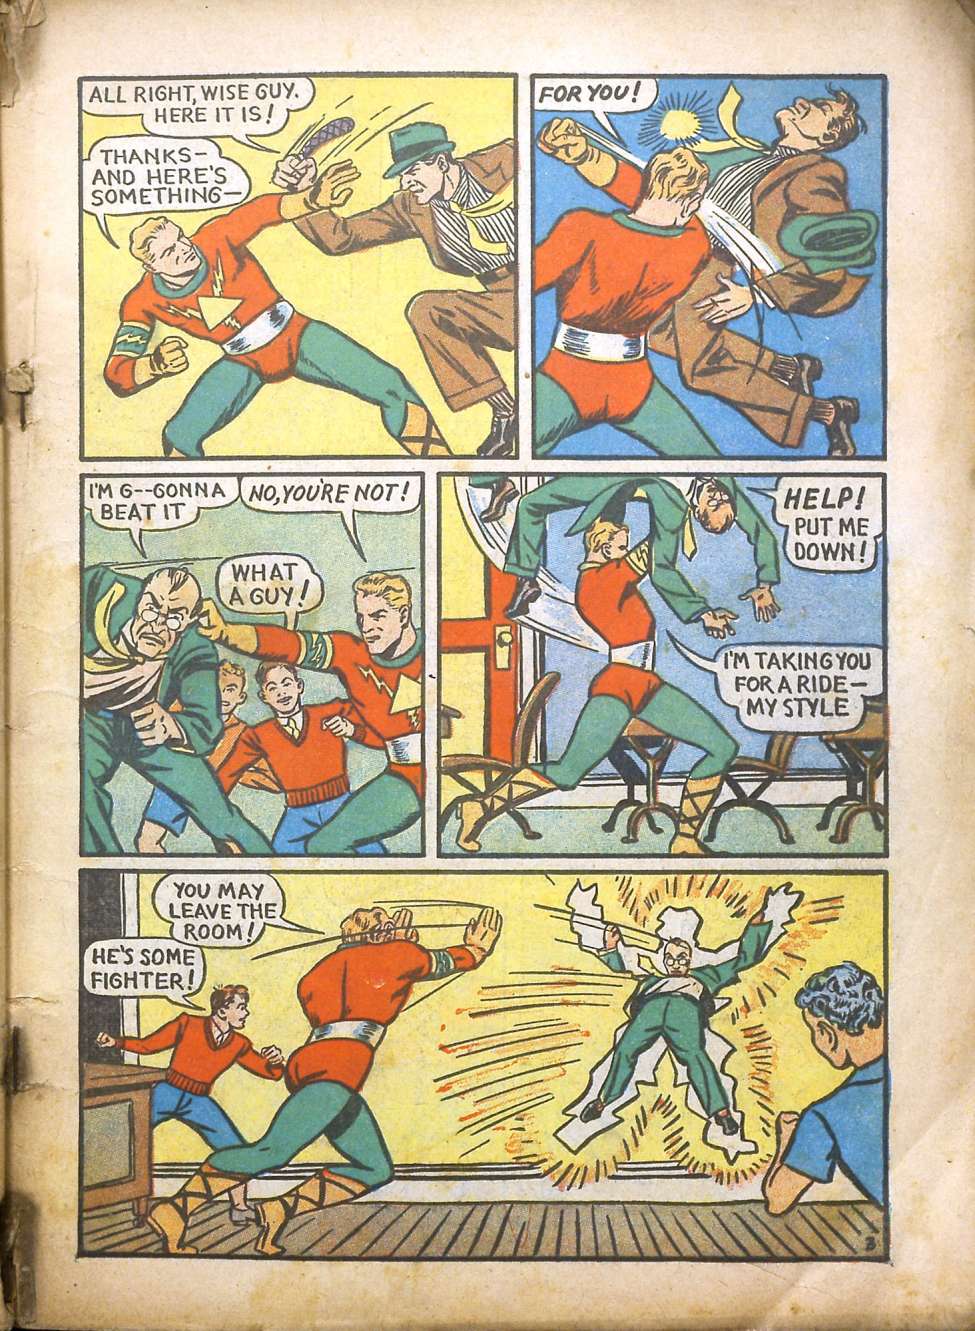 ALL RIGHT, WISE GUY.
HERE IT IS!
THANKS—
AND HERE'S
SOMETHING—
FOR YOU!
I'M G--GONNA
BEAT IT
NO, YOU'RE NOT!
WHAT
A GUY!
HELP!
PUT ME
DOWN!
I'M TAKING YOU
FOR A RIDE—
MY STYLE
YOU MAY
LEAVE THE
ROOM!
HE'S SOME
FIGHTER!
3